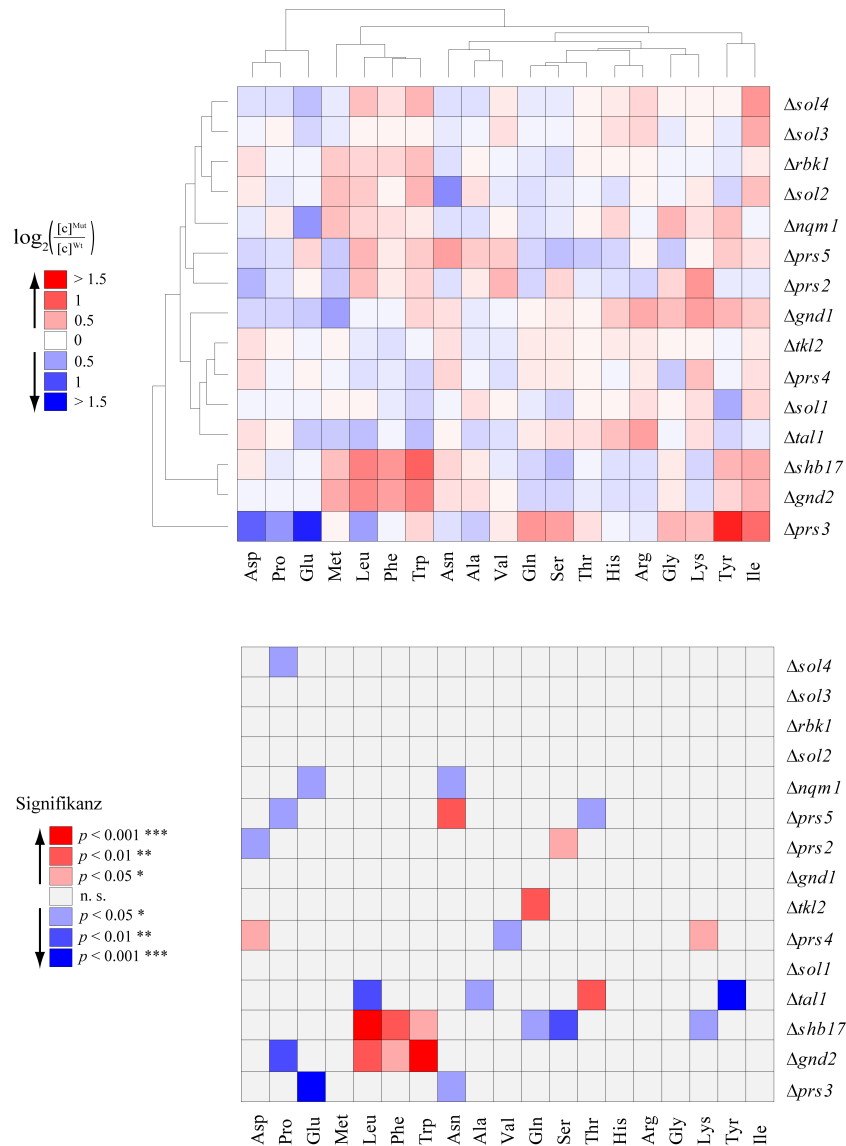 Δsol4
Δsol3
Δrbk1
Δsol2
Δnqm1
Δprs5
Δprs2
Δgnd1
Δtkl2
Δprs4
Δsol1
Δtal1
Δshb17
Δgnd2
Δprs3
log2([c]Mut/[c]Wt)
> 1.5
1
0.5
0
0.5
1
> 1.5
Asp Pro Glu Met Leu Phe Trp Asn Ala Val Gln Ser Thr His Arg Gly Lys Tyr Ile
Δsol4
Δsol3
Δrbk1
Δsol2
Δnqm1
Δprs5
Δprs2
Δgnd1
Δtkl2
Δprs4
Δsol1
Δtal1
Δshb17
Δgnd2
Δprs3
Signifikanz
p < 0.001 ***
p < 0.01 **
p < 0.05 *
n. s.
p < 0.05 *
p < 0.01 **
p < 0.001 ***
Asp Pro Glu Met Leu Phe Trp Asn Ala Val Gln Ser Thr His Arg Gly Lys Tyr Ile